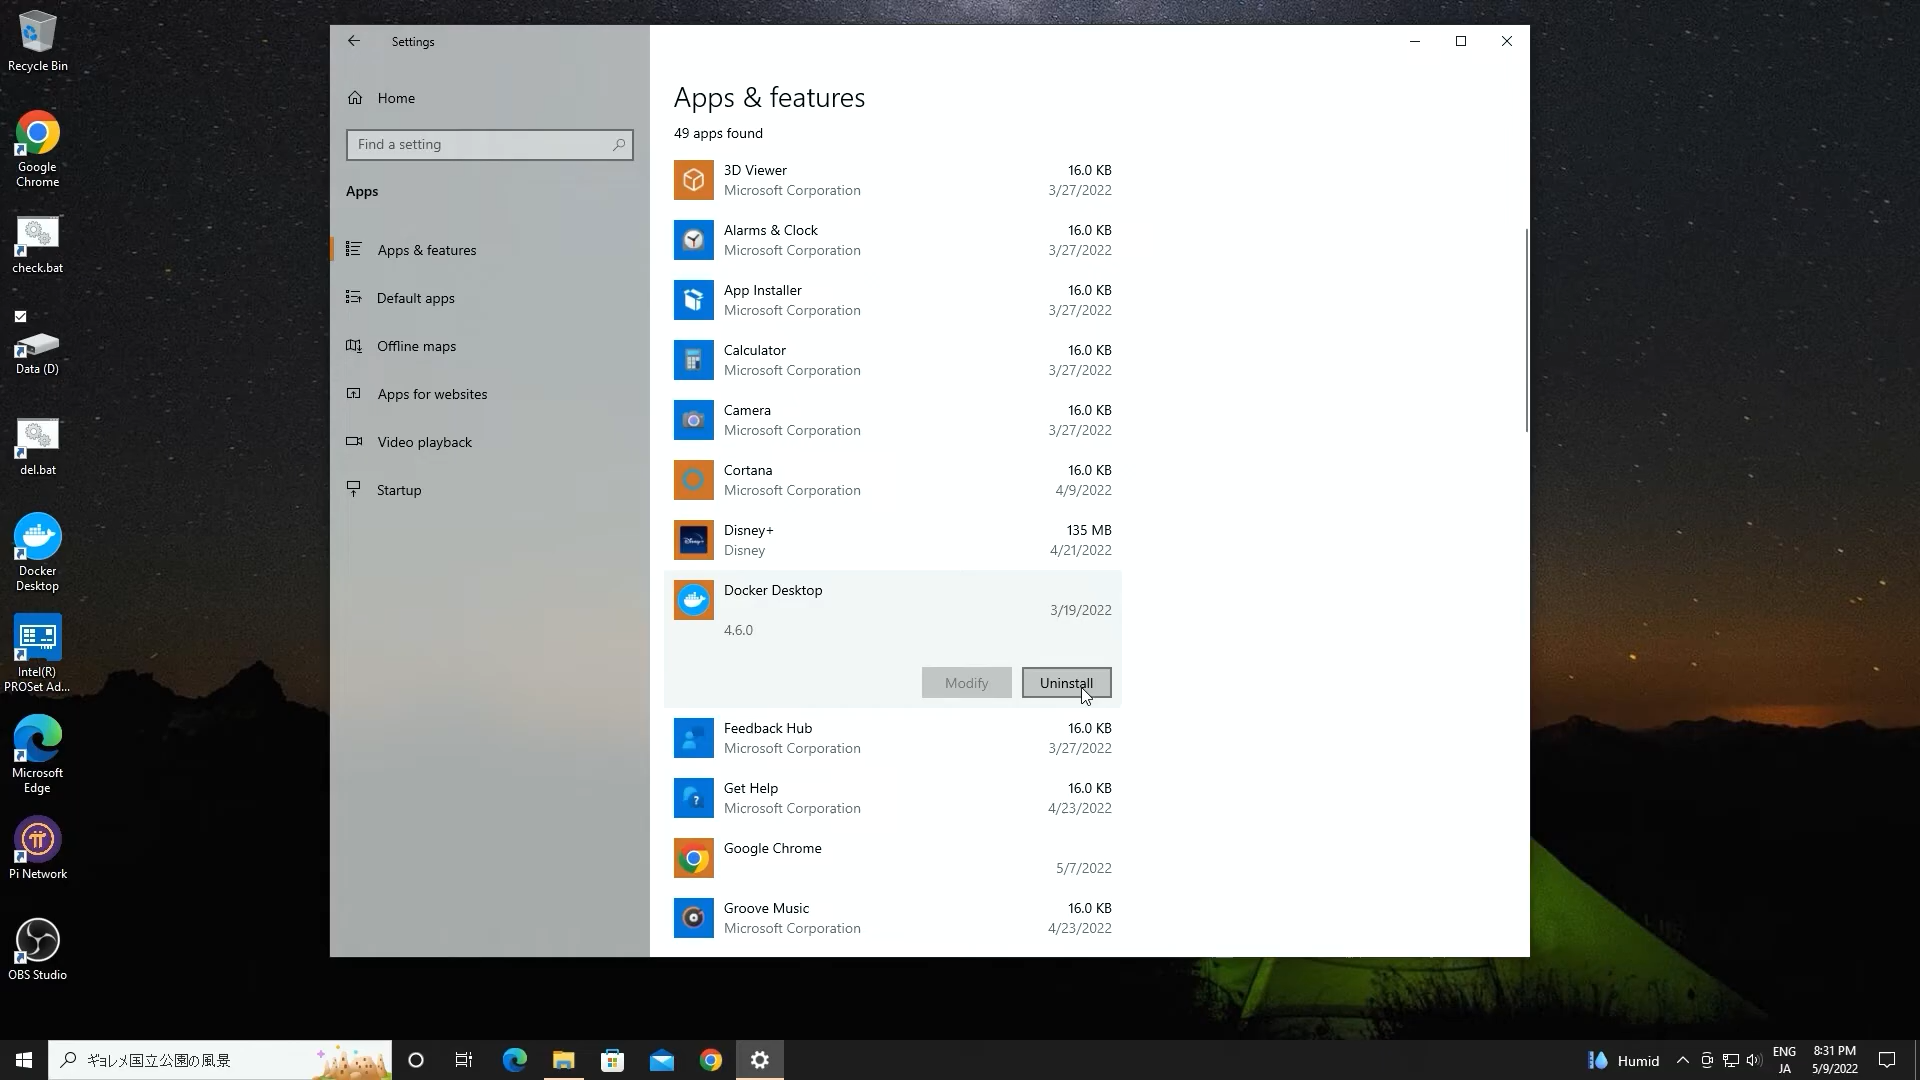 Recycle Bin
Google
Chrome
check.bat
Data (D)
del.bat
Docker
Desktop
Intel(R)
PROSet Ad...
Microsoft
Edge
Pi Network
OBS Studio
Settings
Home
Find a setting
Apps
Apps & features
Default apps
Offline maps
Apps for websites
Video playback
Startup
Apps & features
49 apps found
3D Viewer 16.0 KB
Microsoft Corporation 3/27/2022
Alarms & Clock 16.0 KB
Microsoft Corporation 3/27/2022
App Installer 16.0 KB
Microsoft Corporation 3/27/2022
Calculator 16.0 KB
Microsoft Corporation 3/27/2022
Camera 16.0 KB
Microsoft Corporation 3/27/2022
Cortana 16.0 KB
Microsoft Corporation 4/9/2022
Disney+ 135 MB
Disney 4/21/2022
Docker Desktop
3/19/2022
4.6.0
Modify Uninstall
Feedback Hub 16.0 KB
Microsoft Corporation 3/27/2022
Get Help 16.0 KB
Microsoft Corporation 4/23/2022
Google Chrome
5/7/2022
Groove Music 16.0 KB
Microsoft Corporation 4/23/2022
ギョレメ国立公園の風景
Humid
ENG
JA
8:31 PM
5/9/2022